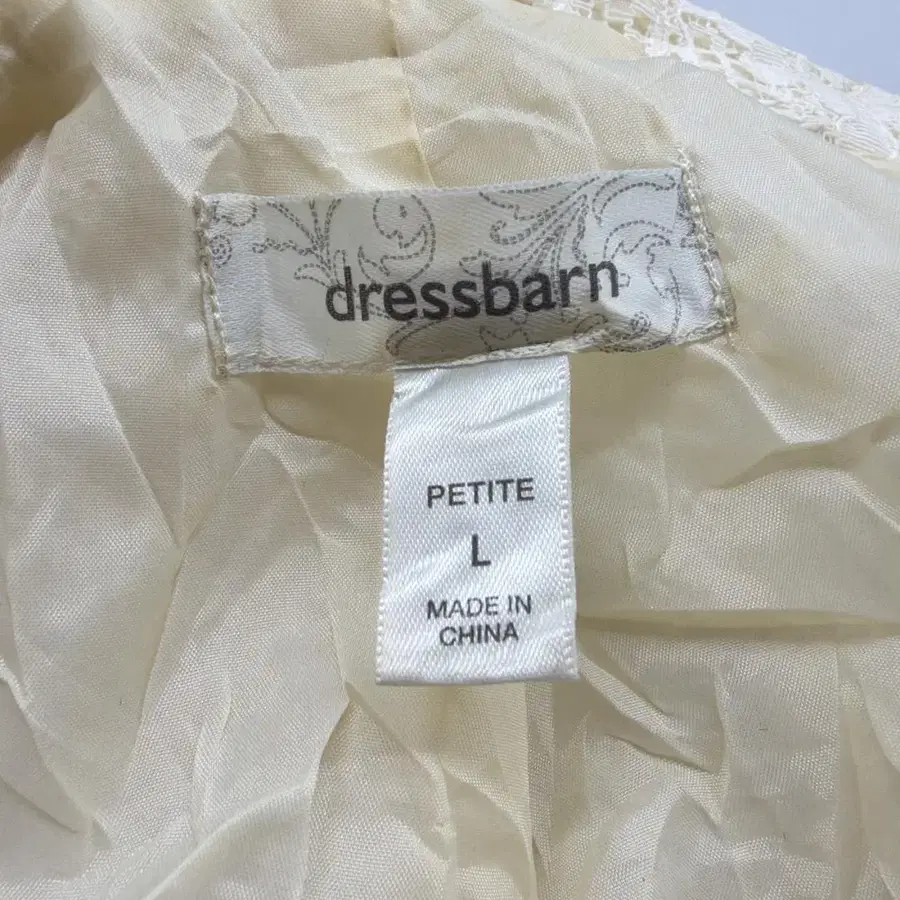 dressbarn
PETITE
L
MADE IN
CHINA